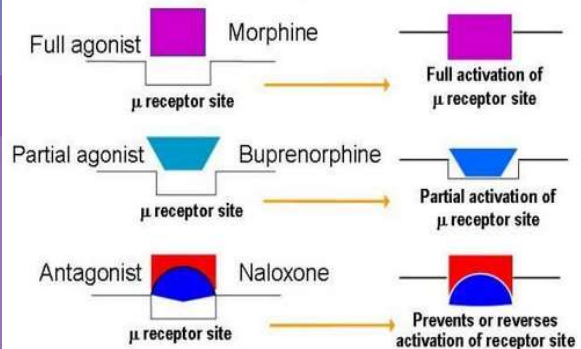 Full agonist
Morphine
μ receptor site
Full activation of
μ receptor site
Partial agonist
Buprenorphine
μ receptor site
Partial activation of
μ receptor site
Antagonist
Naloxone
μ receptor site
Prevents or reverses
activation of receptor site